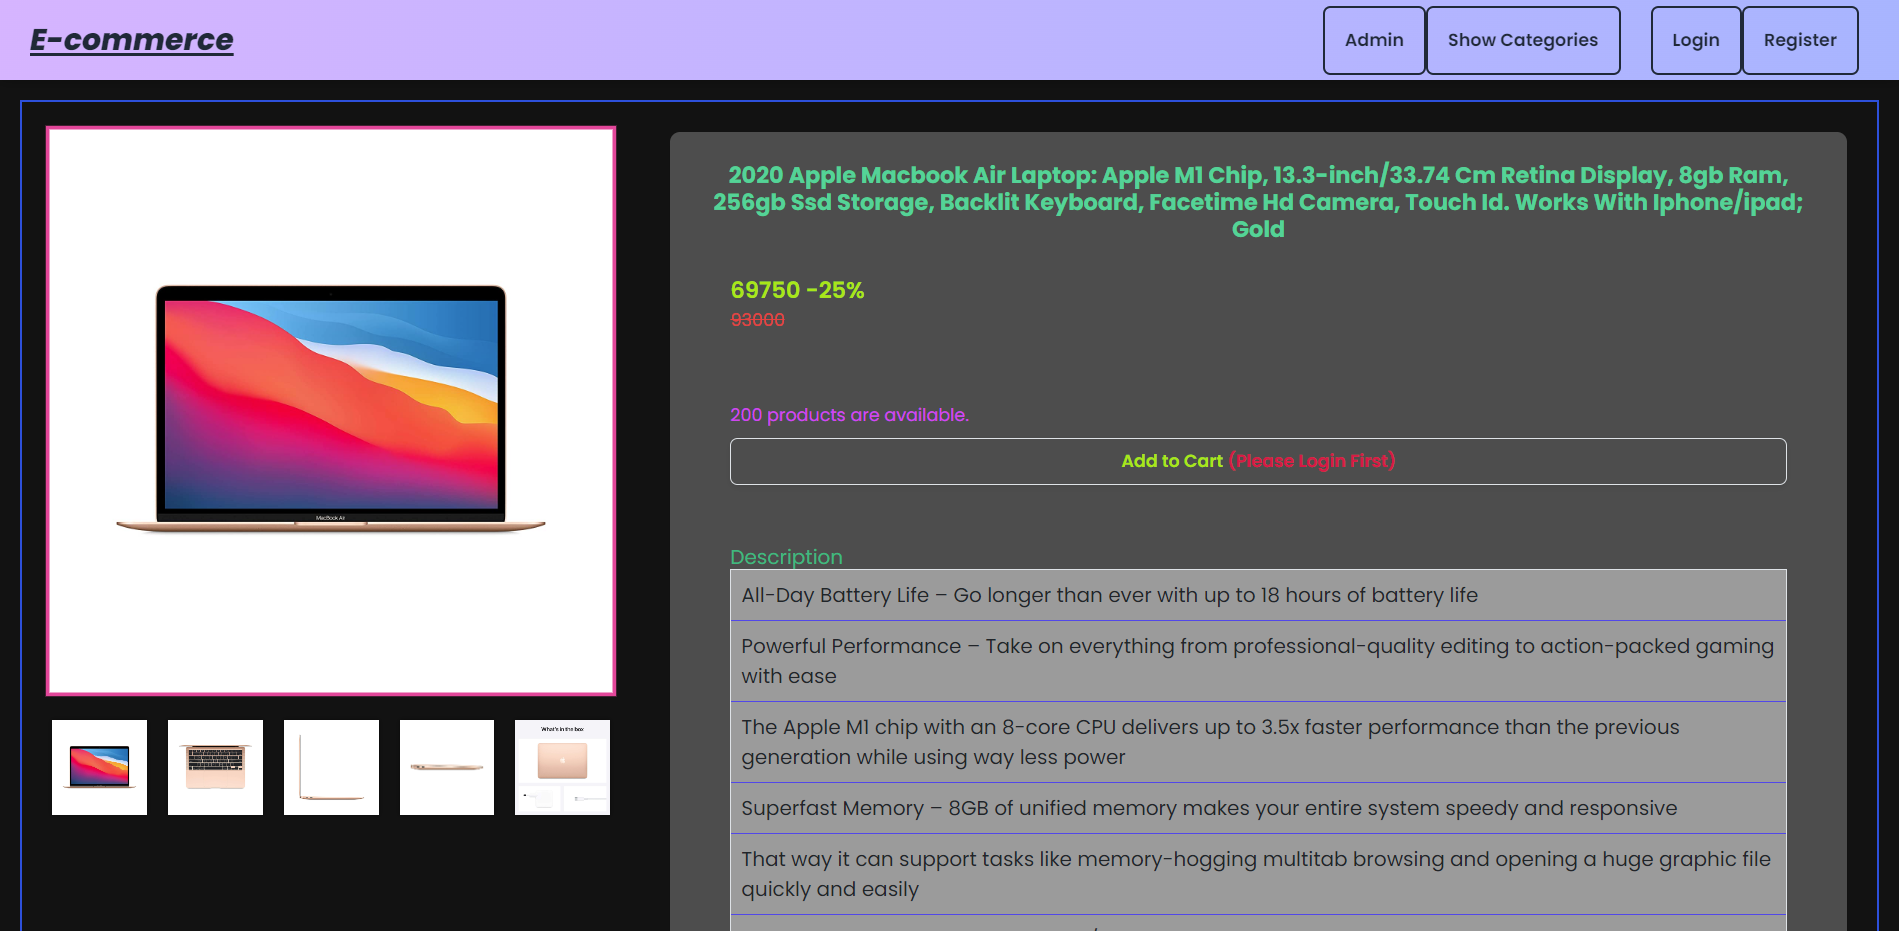 E-commerce
Admin
Show Categories
Login
Register
2020 Apple Macbook Air Laptop: Apple M1 Chip, 13.3-inch/33.74 Cm Retina Display, 8gb Ram,
256gb Ssd Storage, Backlit Keyboard, Facetime Hd Camera, Touch Id. Works With Iphone/ipad;
Gold
69750 -25%
93000
200 products are available.
Add to Cart (Please Login First)
MacBook Air
What's in the box
Description
All-Day Battery Life – Go longer than ever with up to 18 hours of battery life
Powerful Performance – Take on everything from professional-quality editing to action-packed gaming
with ease
The Apple M1 chip with an 8-core CPU delivers up to 3.5x faster performance than the previous
generation while using way less power
Superfast Memory – 8GB of unified memory makes your entire system speedy and responsive
That way it can support tasks like memory-hogging multitab browsing and opening a huge graphic file
quickly and easily